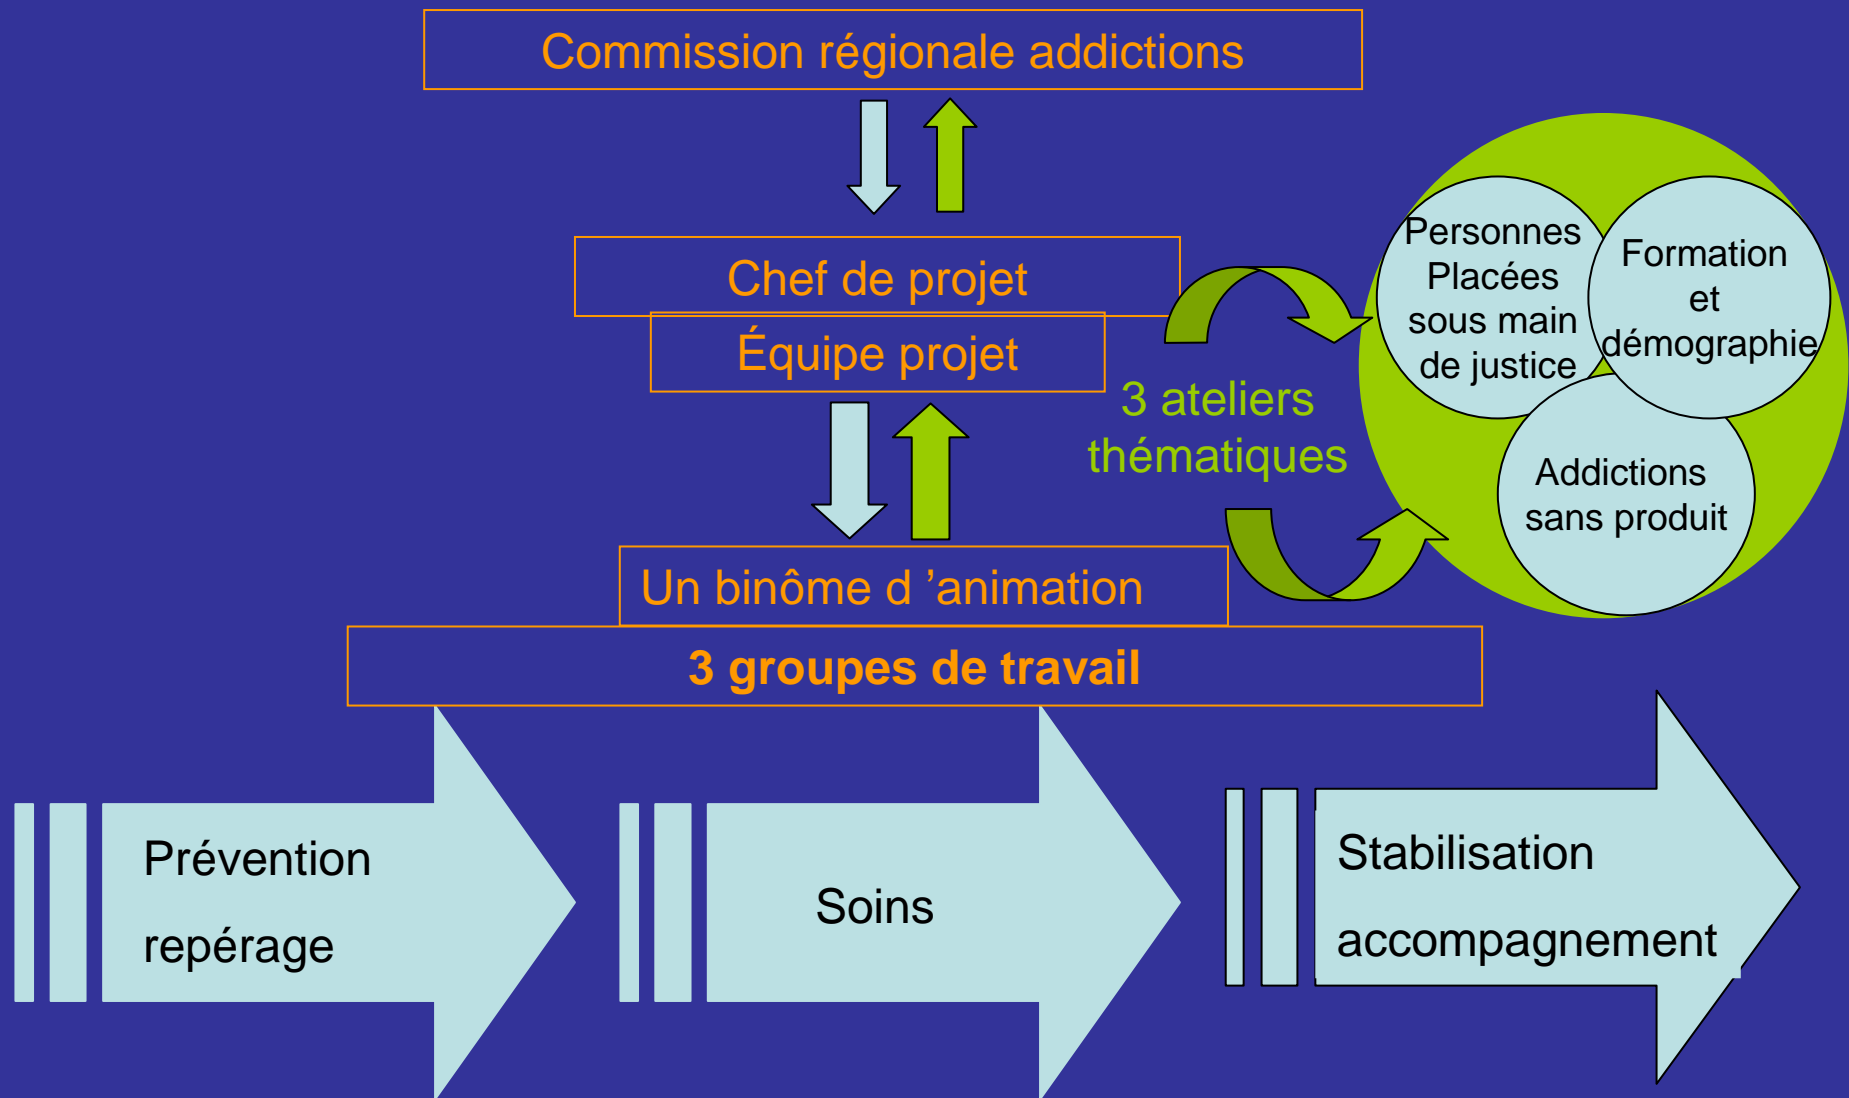 Commission régionale addictions
Chef de projet
Équipe projet
3 ateliers
thématiques
Personnes
Placées
sous main
de justice
Formation
et
démographie
Addictions
sans produit
Un binôme d ’animation
3 groupes de travail
Prévention
repérage
Soins
Stabilisation
accompagnement